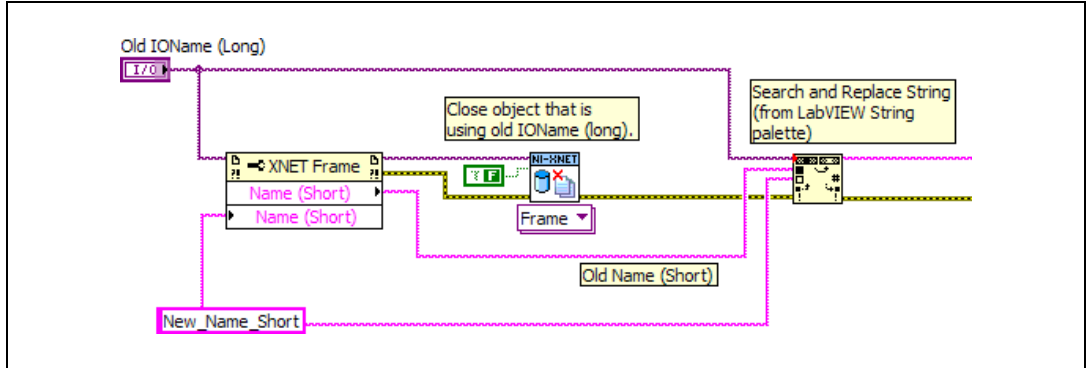 Old IOName (Long)
I/O
Close object that is
using old IOName (long).
Search and Replace String
(from LabVIEW String
palette)
XNET Frame
NI-XNET
? F
Name (Short)
Name (Short)
Frame
#
Old Name (Short)
New_Name_Short